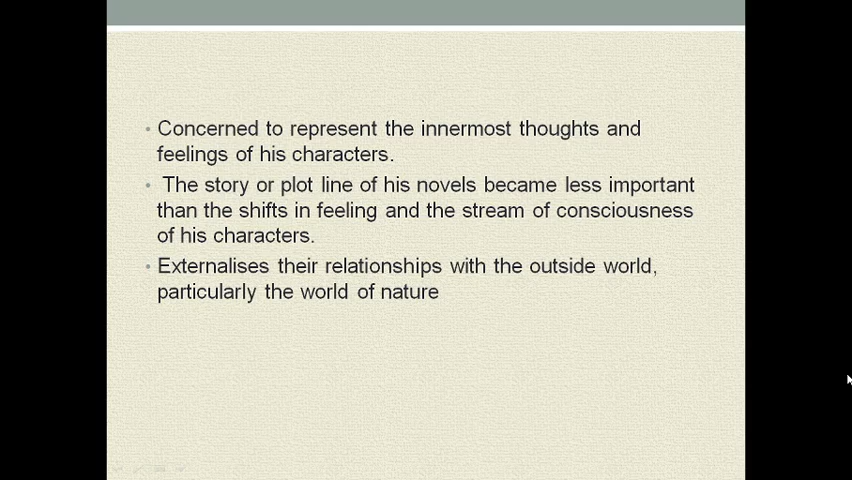 • Concerned to represent the innermost thoughts and
feelings of his characters.
• The story or plot line of his novels became less important
than the shifts in feeling and the stream of consciousness
of his characters.
• Externalises their relationships with the outside world,
particularly the world of nature